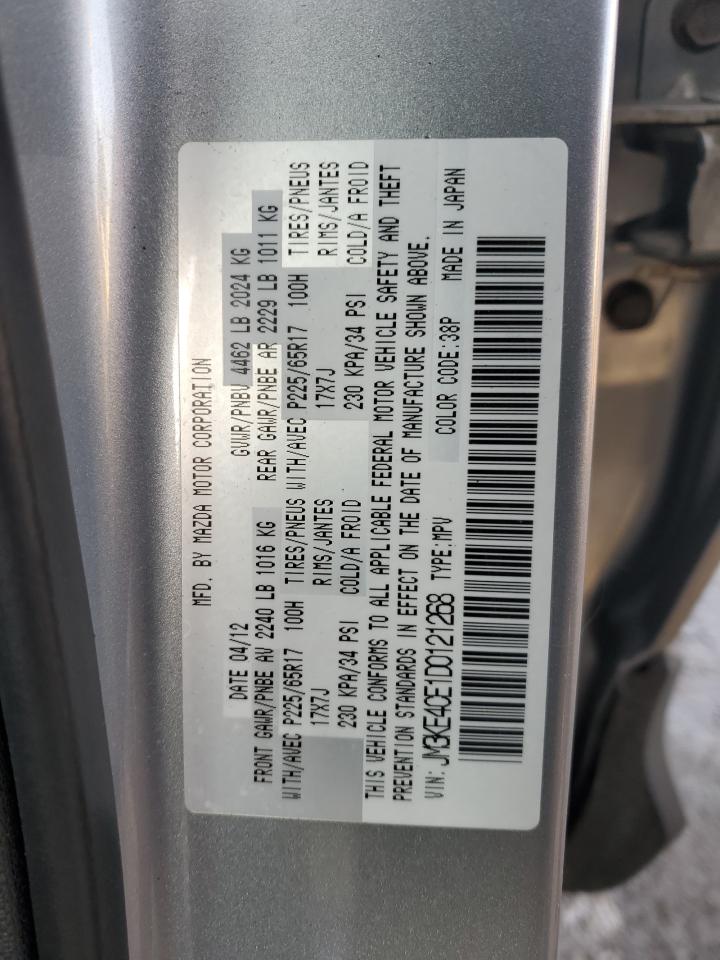 MFD. BY MAZDA MOTOR CORPORATION
DATE 04/12 GVWR/PNBV 4462 LB 2024 KG
FRONT GAWR/PNBE AV 2240 LB 1016 KG REAR GAWR/PNBE AR 2229 LB 1011 KG
WITH/AVEC P225/65R17 100H TIRES/PNEUS WITH/AVEC P225/65R17 100H TIRES/PNEUS
17X7J RIMS/JANTES 17X7J RIMS/JANTES
230 KPA/34 PSI COLD/A FROID 230 KPA/34 PSI COLD/A FROID
THIS VEHICLE CONFORMS TO ALL APPLICABLE FEDERAL MOTOR VEHICLE SAFETY AND THEFT
PREVENTION STANDARDS IN EFFECT ON THE DATE OF MANUFACTURE SHOWN ABOVE.
VIN: JM3KE4CE1D0121268 TYPE:MPV COLOR CODE:38P MADE IN JAPAN